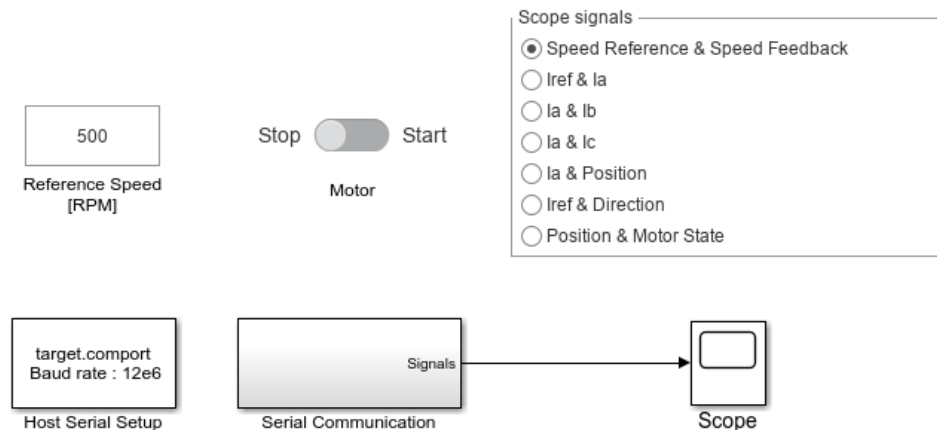 Scope signals
Speed Reference & Speed Feedback
Iref & Ia
Ia & Ib
Ia & Ic
Ia & Position
Iref & Direction
Position & Motor State
500
Reference Speed
[RPM]
Stop
Start
Motor
target.comport
Baud rate : 12e6
Host Serial Setup
Signals
Serial Communication
Scope